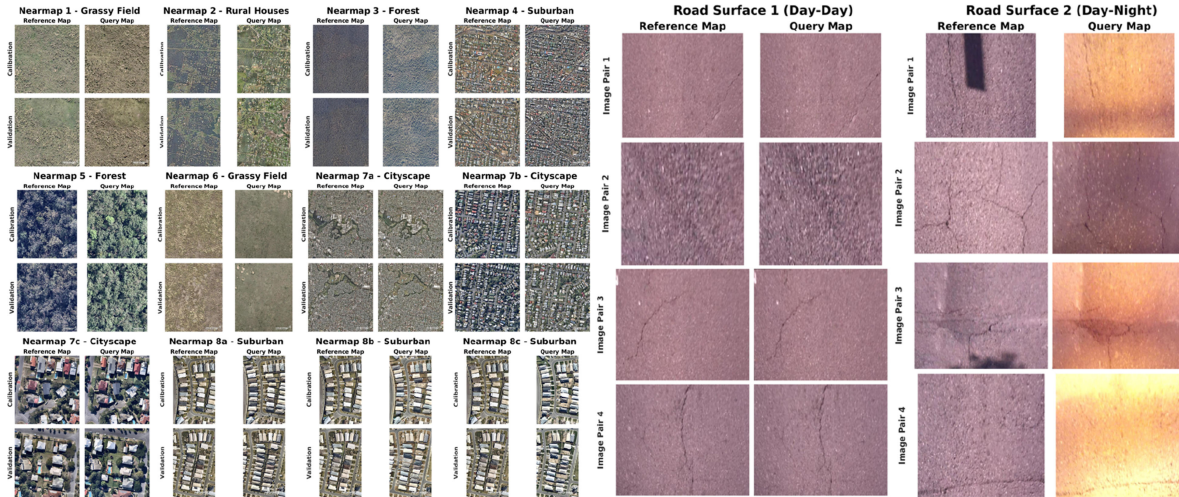 Nearmap 1 - Grassy Field
Reference Map Query Map
Calibration
Validation
Nearmap 2 - Rural Houses
Reference Map Query Map
Calibration
Validation
Nearmap 3 - Forest
Reference Map Query Map
Calibration
Validation
Nearmap 4 - Suburban
Reference Map Query Map
Calibration
Validation
Nearmap 5 - Forest
Reference Map Query Map
Calibration
Validation
Nearmap 6 - Grassy Field
Reference Map Query Map
Calibration
Validation
Nearmap 7a - Cityscape
Reference Map Query Map
Calibration
Validation
Nearmap 7b - Cityscape
Reference Map Query Map
Calibration
Validation
Nearmap 7c - Cityscape
Reference Map Query Map
Calibration
Validation
Nearmap 8a - Suburban
Reference Map Query Map
Calibration
Validation
Nearmap 8b - Suburban
Reference Map Query Map
Calibration
Validation
Nearmap 8c - Suburban
Reference Map Query Map
Calibration
Validation
Road Surface 1 (Day-Day)
Reference Map Query Map
Image Pair 1
Image Pair 2
Image Pair 3
Image Pair 4
Road Surface 2 (Day-Night)
Reference Map Query Map
Image Pair 1
Image Pair 2
Image Pair 3
Image Pair 4